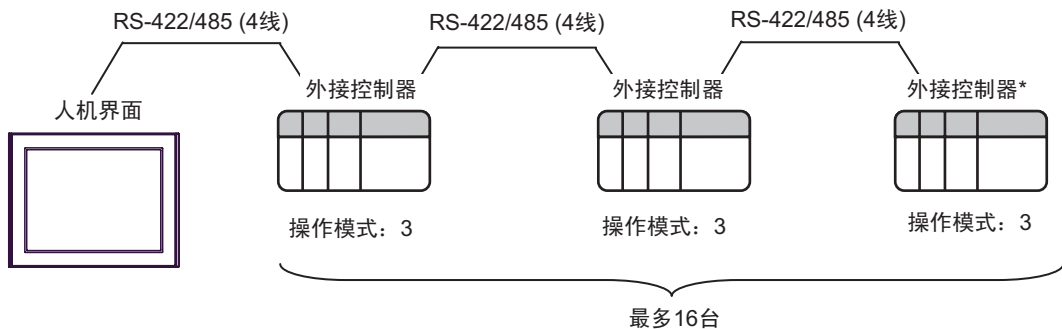 RS-422/485 (4线)
RS-422/485 (4线)
RS-422/485 (4线)
人机界面
外接控制器
外接控制器
外接控制器*
操作模式：3
操作模式：3
操作模式：3
最多16台